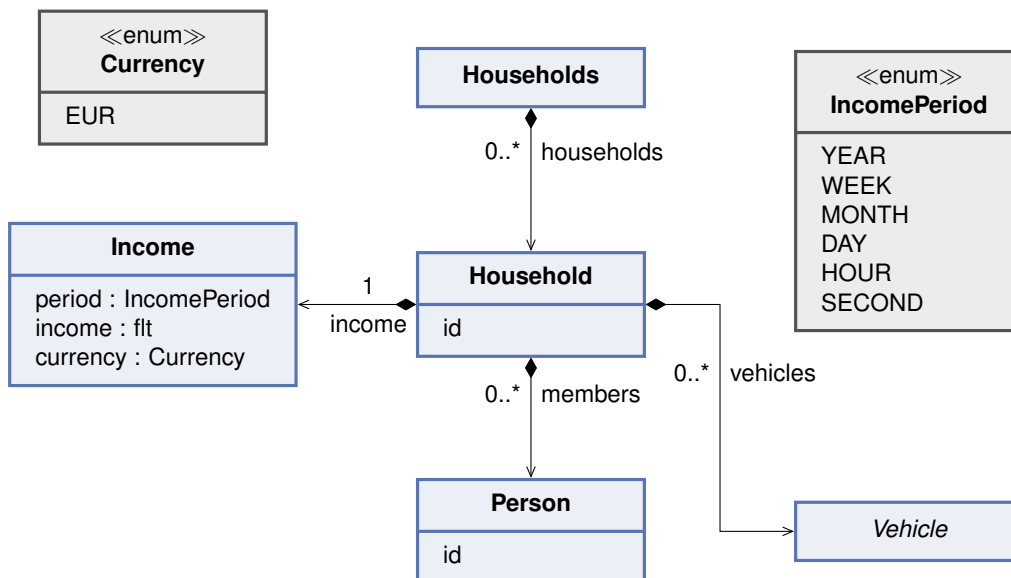 ≪enum≫
Currency
EUR
Households
≪enum≫
IncomePeriod
YEAR
WEEK
MONTH
DAY
HOUR
SECOND
0..* households
Income
period : IncomePeriod
income : flt
currency : Currency
1
income
Household
id
0..* members
0..* vehicles
Person
id
Vehicle